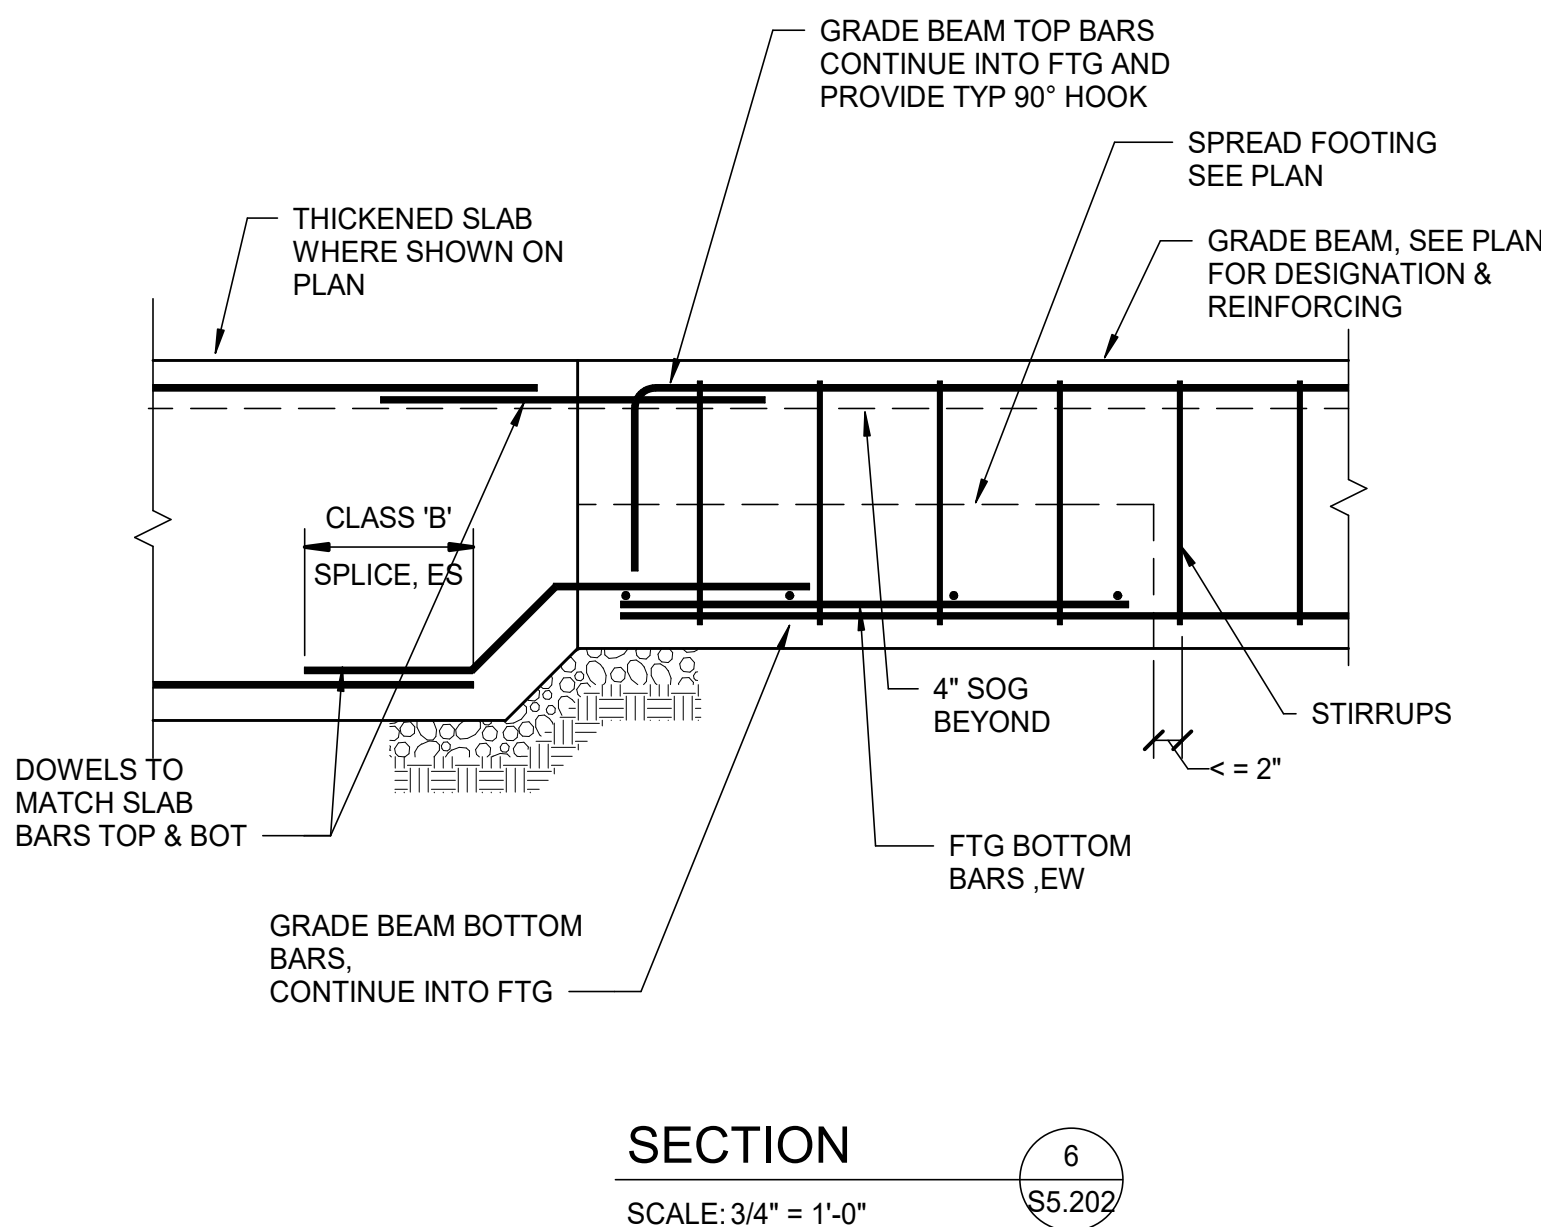 GRADE BEAM TOP BARS
CONTINUE INTO FTG AND
PROVIDE TYP 90° HOOK
SPREAD FOOTING
SEE PLAN
THICKENED SLAB
WHERE SHOWN ON
PLAN
GRADE BEAM, SEE PLAN
FOR DESIGNATION &
REINFORCING
CLASS 'B'
SPLICE, ES
4" SOG
BEYOND
STIRRUPS
< = 2"
DOWELS TO
MATCH SLAB
BARS TOP & BOT
FTG BOTTOM
BARS ,EW
GRADE BEAM BOTTOM
BARS,
CONTINUE INTO FTG
SECTION
6
S5.202
SCALE: 3/4" = 1'-0"